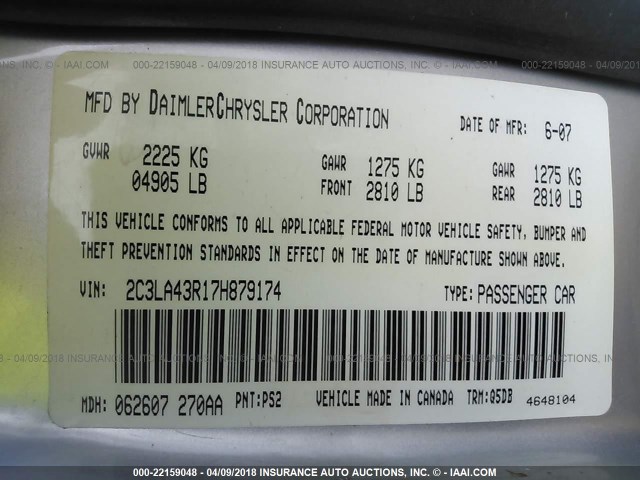 000-22159048 - 04/09/2018 INSURANCE AUTO AUCTIONS, INC. - © IAAI.COM
MFD BY DAIMLERCHRYSLER CORPORATION DATE OF MFR: 6-07
GVWR 2225 KG GAWR 1275 KG GAWR 1275 KG
04905 LB FRONT 2810 LB REAR 2810 LB
THIS VEHICLE CONFORMS TO ALL APPLICABLE FEDERAL MOTOR VEHICLE SAFETY, BUMPER AND
THEFT PREVENTION STANDARDS IN EFFECT ON THE DATE OF MANUFACTURE SHOWN ABOVE.
VIN: 2C3LA43R17H879174 TYPE: PASSENGER CAR
MDH: 062607 270AA PNT:PS2 VEHICLE MADE IN CANADA TRM:Q5DB 4648104
000-22159048 - 04/09/2018 INSURANCE AUTO AUCTIONS, INC. - © IAAI.COM